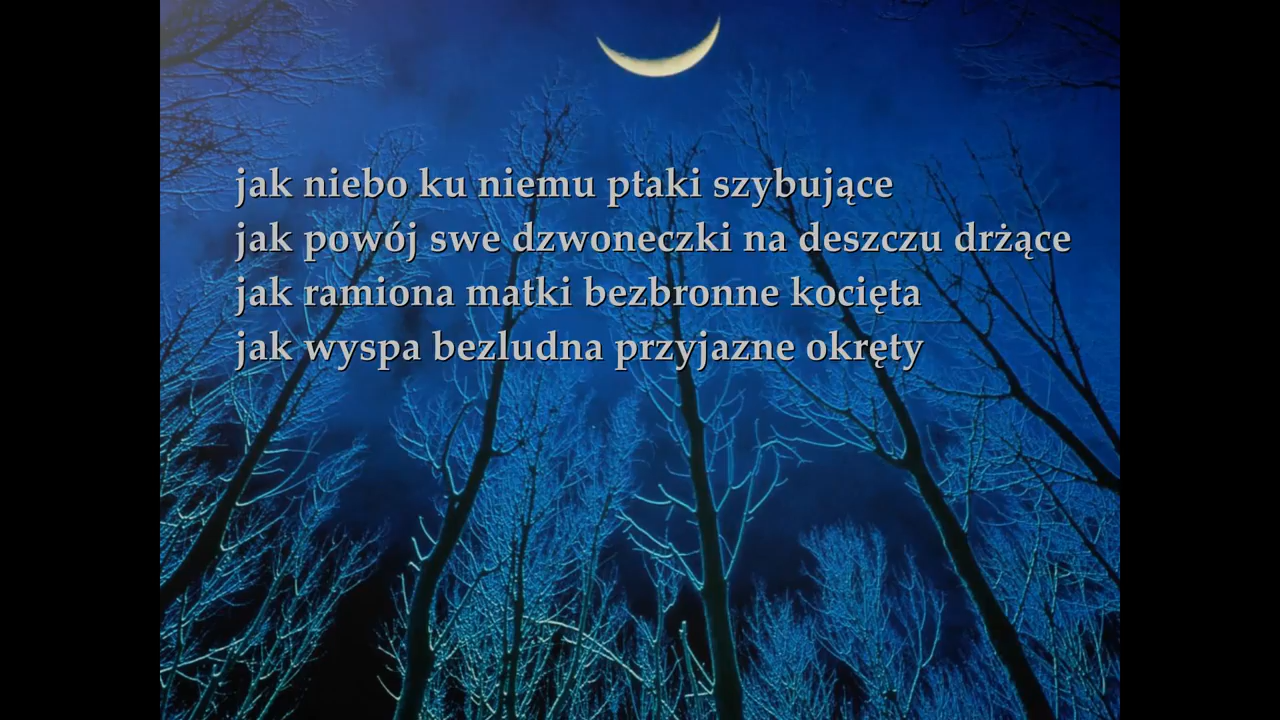 jak niebo ku niemu ptaki szybujące
jak powój swe dzwoneczki na deszczu drżące
jak ramiona matki bezbronne kocięta
jak wyspa bezludna przyjazne okręty